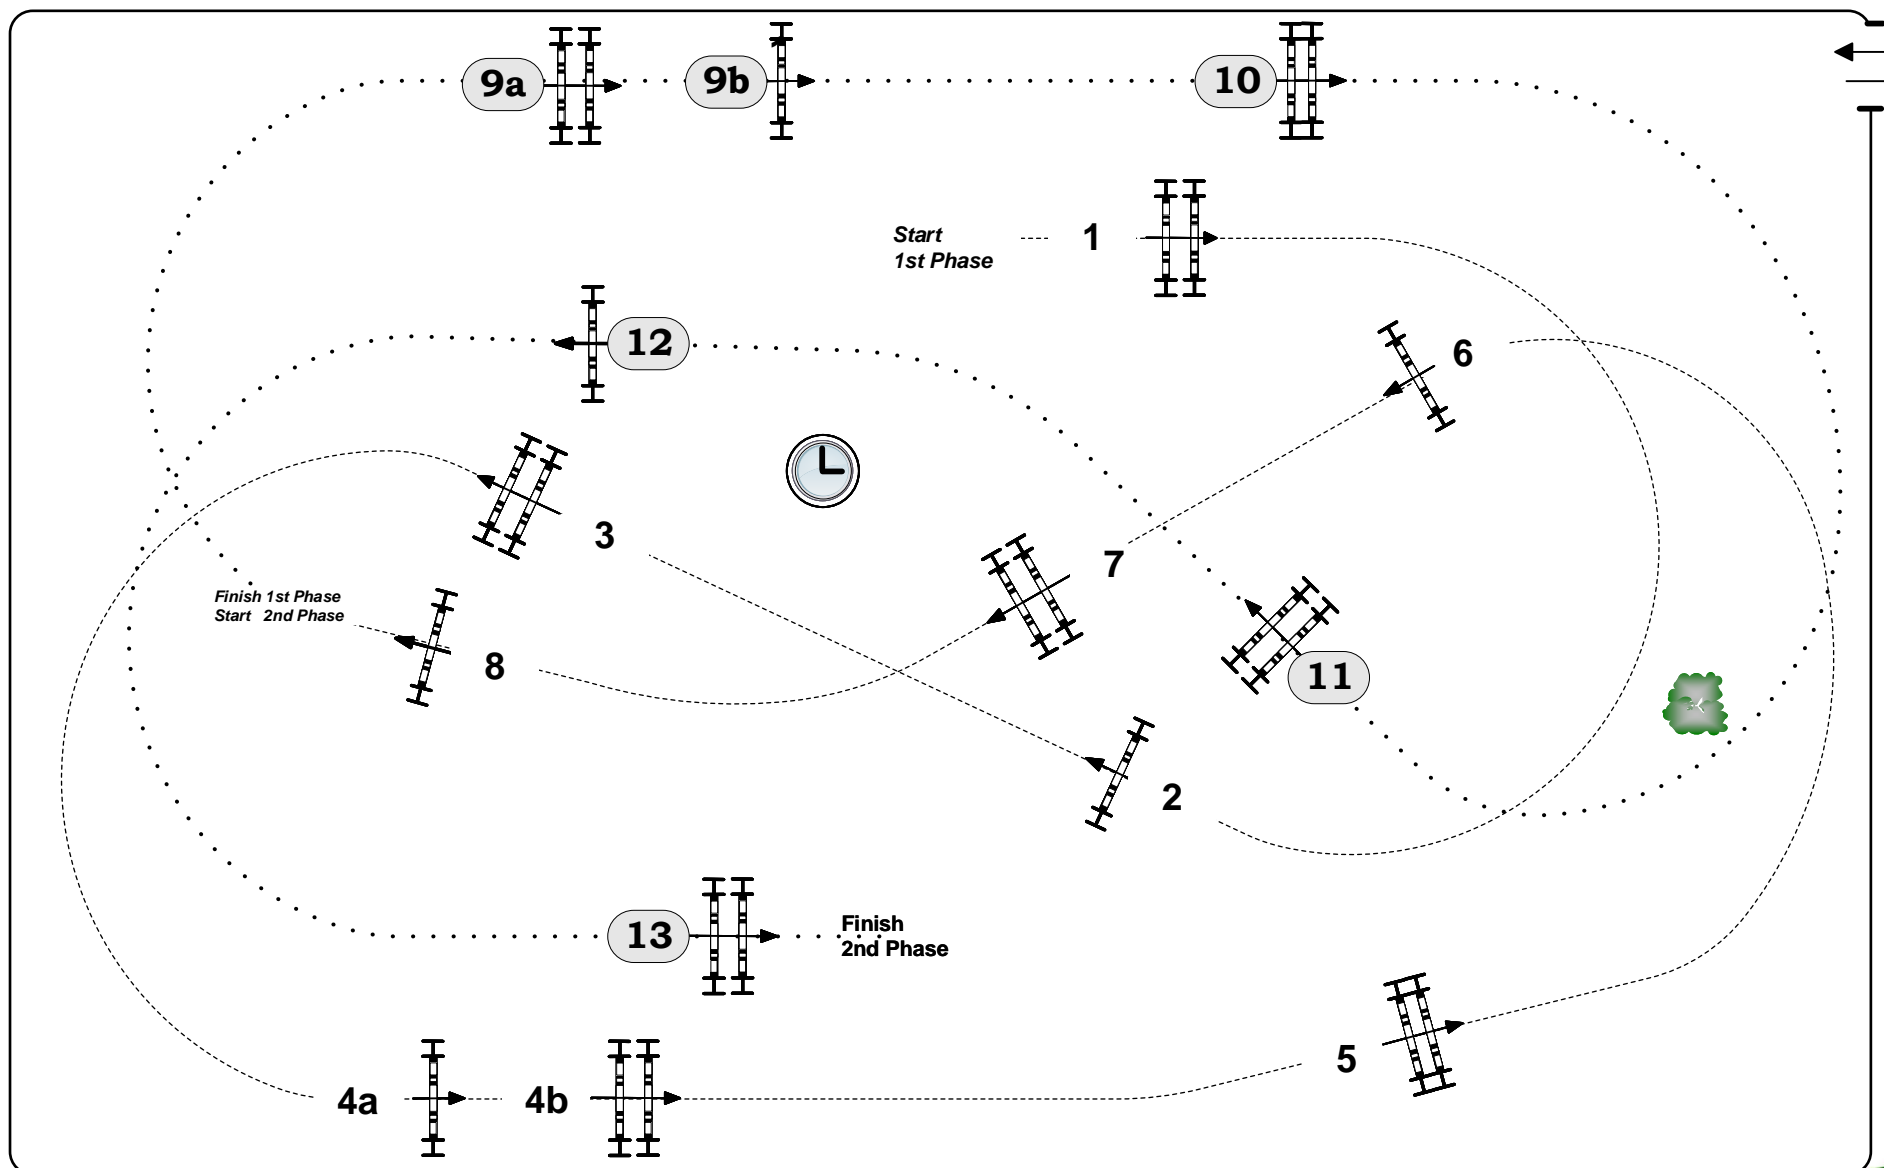 9a
9b
10
Start
1st Phase
1
12
6
3
7
Finish 1st Phase
Start 2nd Phase
8
11
2
13
Finish
2nd Phase
4a
4b
5